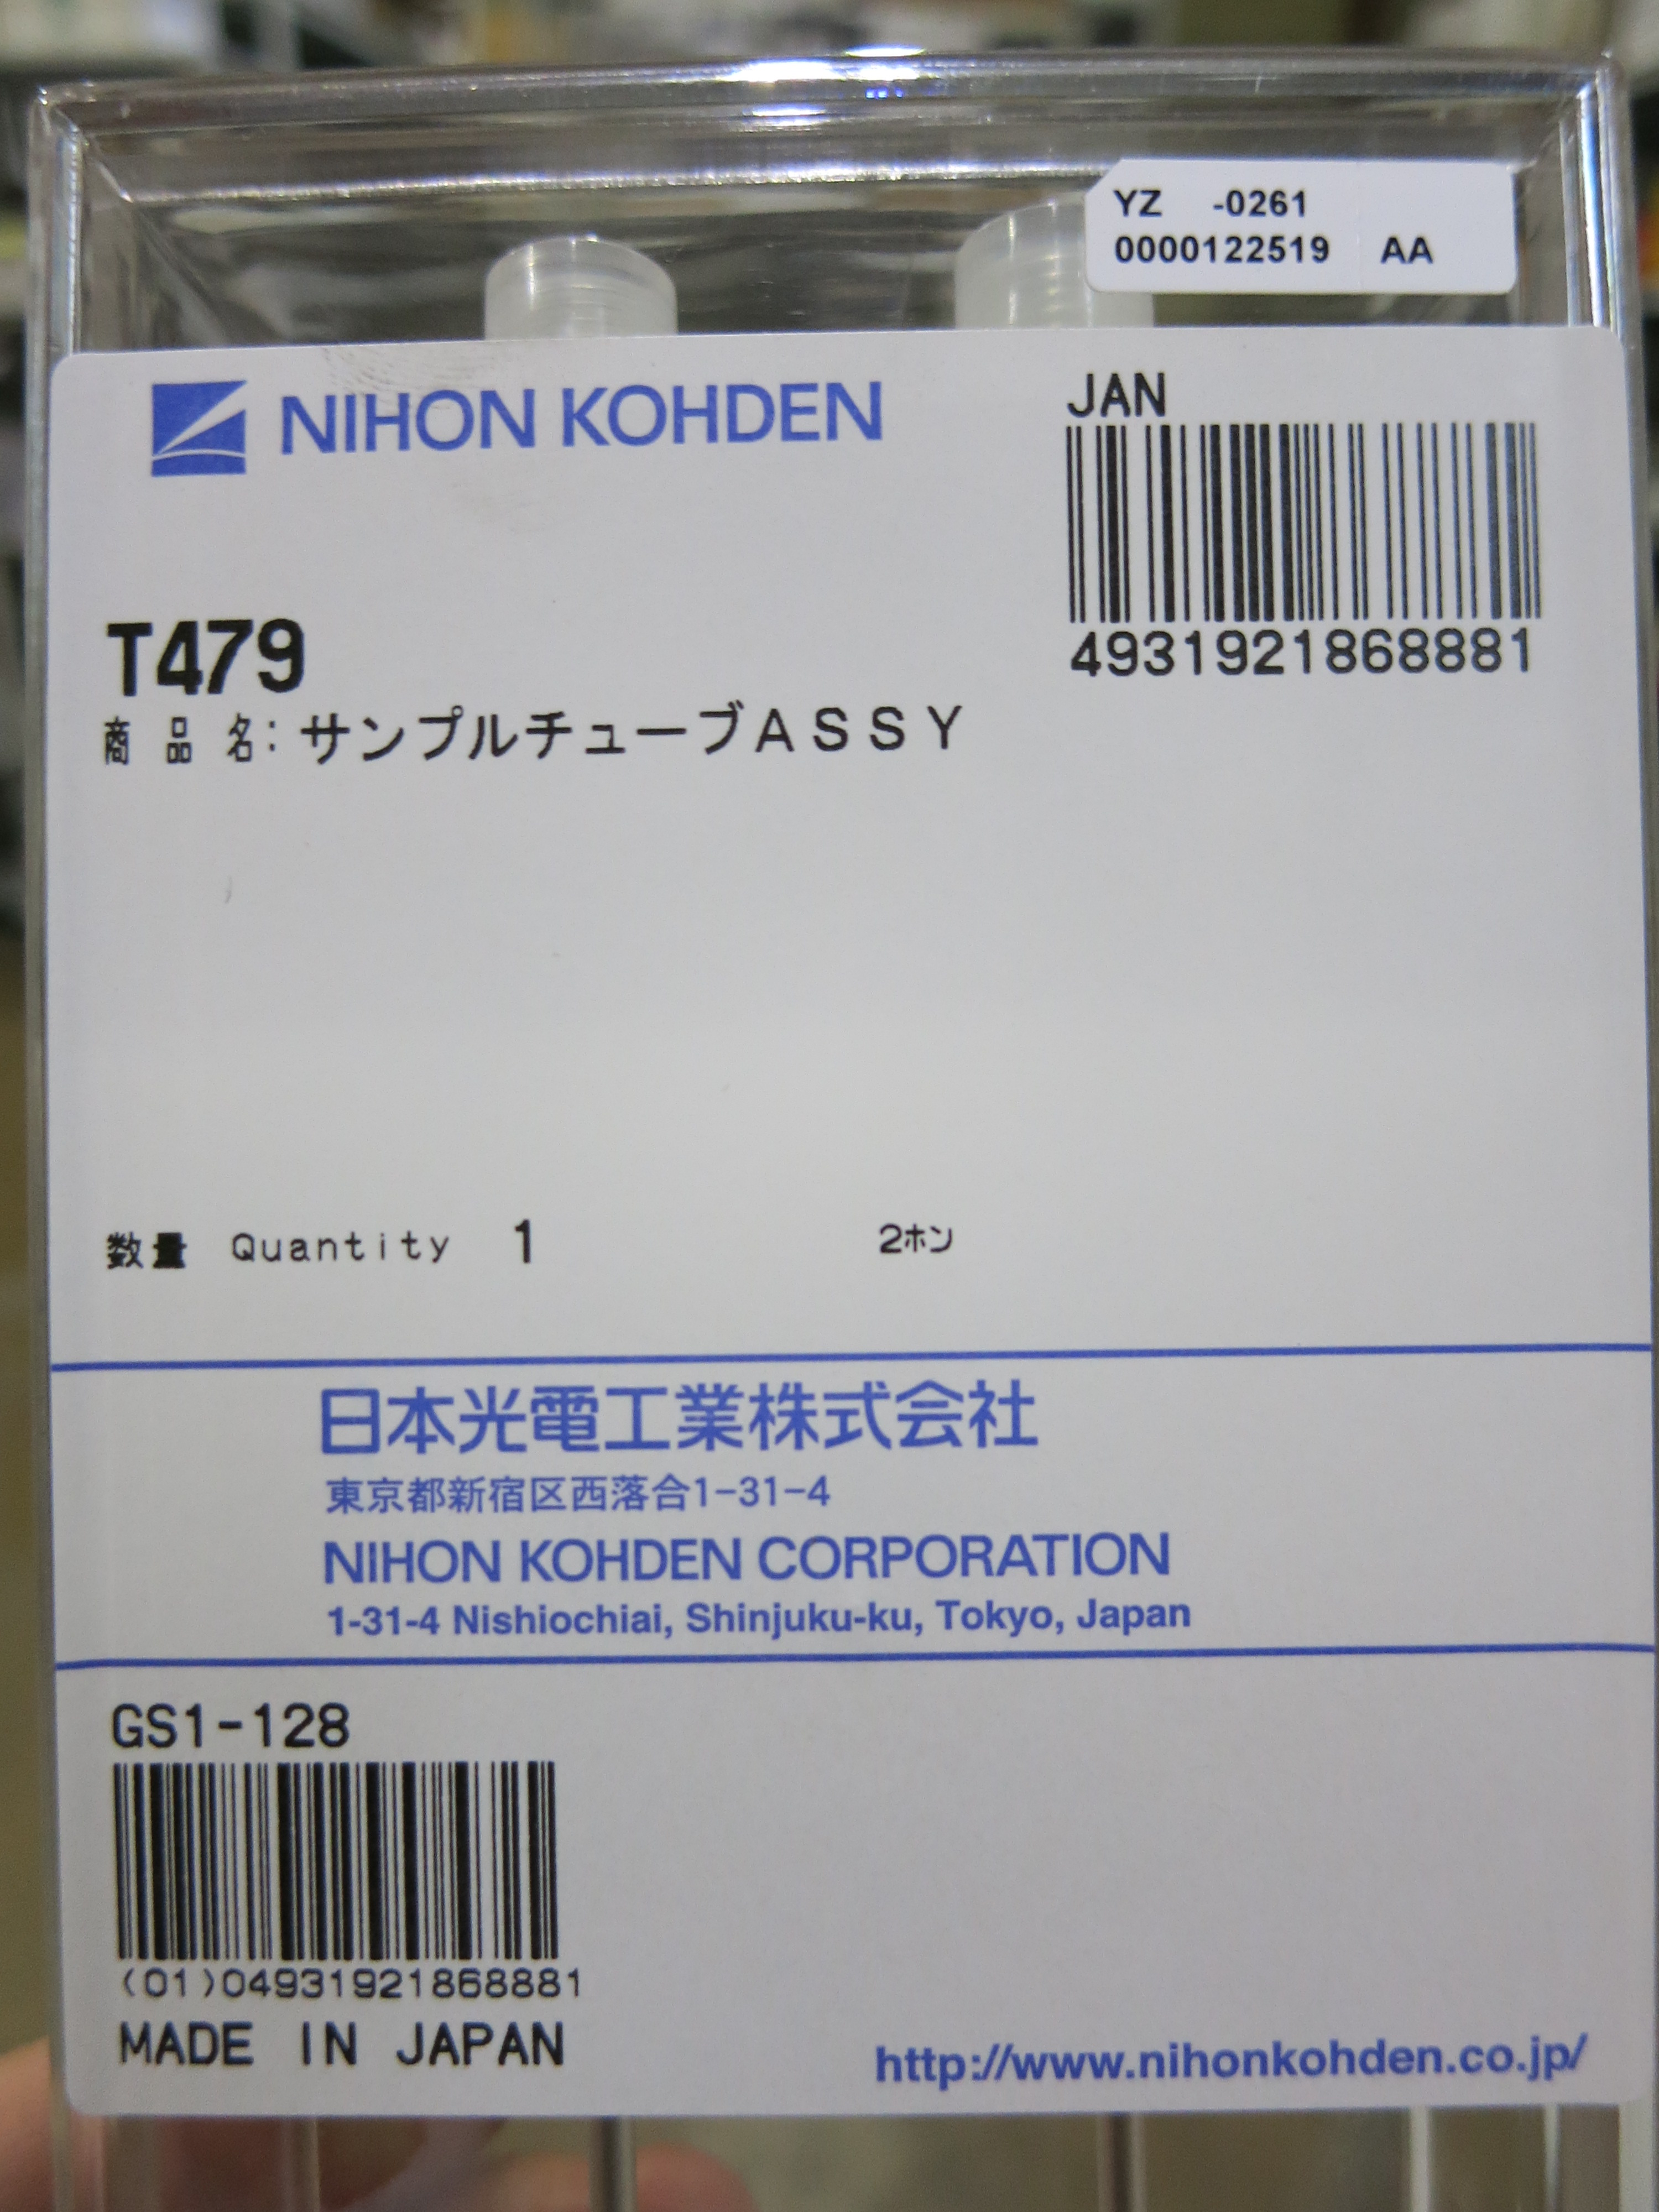 YZ -0261
0000122519 AA
NIHON KOHDEN
JAN
4931921868881
T479
商品名:サンプルチューブASSY
数量 Quantity 1 2ホン
日本光電工業株式会社
東京都新宿区西落合1-31-4
NIHON KOHDEN CORPORATION
1-31-4 Nishiochiai, Shinjuku-ku, Tokyo, Japan
GS1-128
(01)04931921868881
MADE IN JAPAN
http://www.nihonkohden.co.jp/